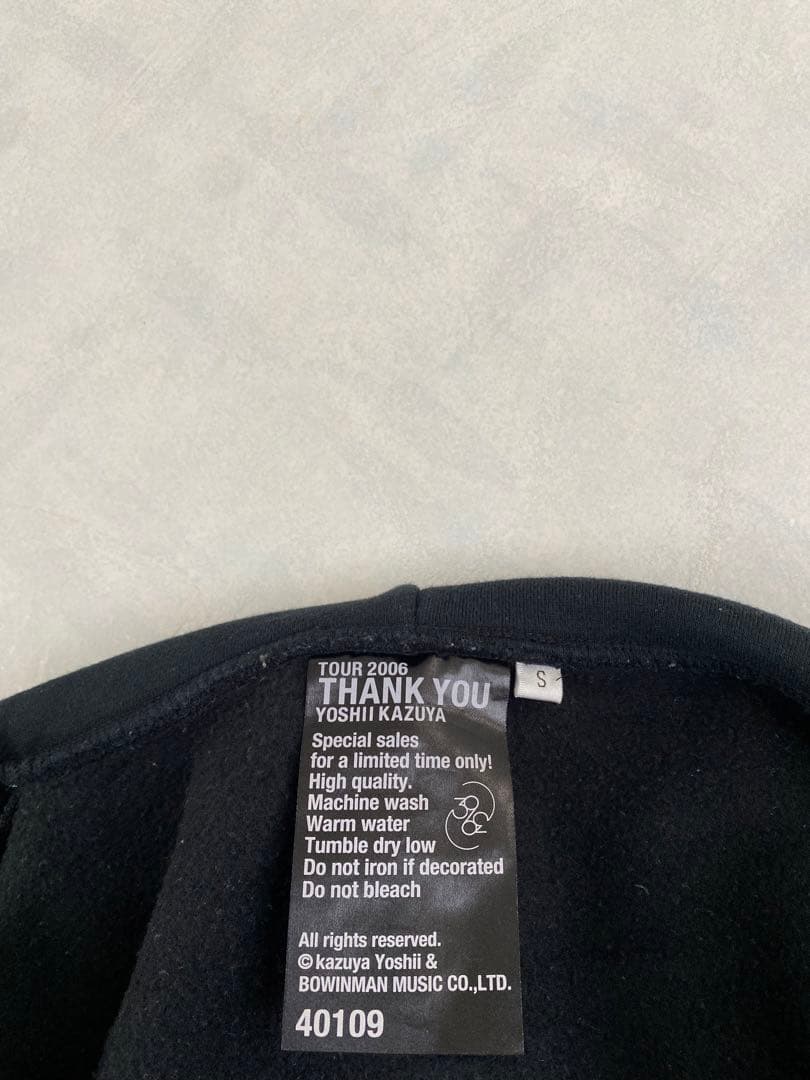 TOUR 2006
THANK YOU
YOSHII KAZUYA
S
Special sales
for a limited time only!
High quality.
Machine wash
Warm water
Tumble dry low
Do not iron if decorated
Do not bleach
39
All rights reserved.
©kazuya Yoshii &
BOWINMAN MUSIC CO.,LTD.
40109